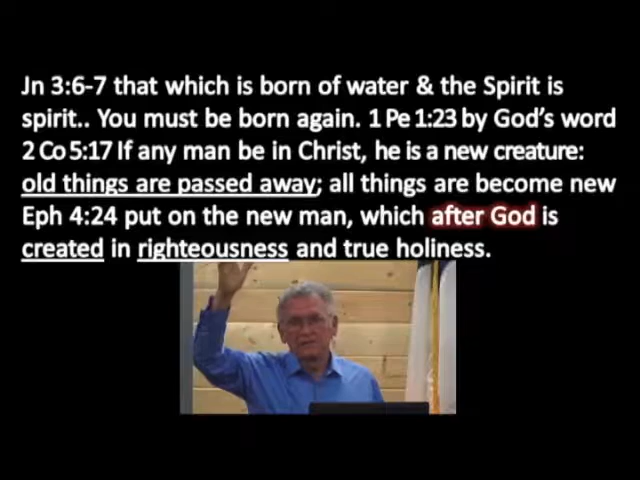 Jn 3:6-7 that which is born of water & the Spirit is
spirit.. You must be born again. 1 Pe 1:23 by God's word
2 Co 5:17 If any man be in Christ, he is a new creature:
old things are passed away; all things are become new
Eph 4:24 put on the new man, which after God is
created in righteousness and true holiness.